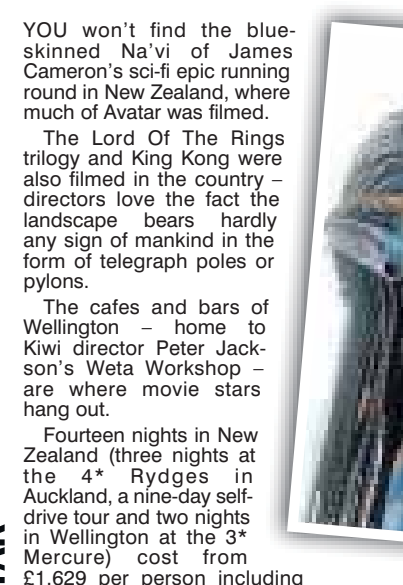 YOU won't find the blue-
skinned Na'vi of James
Cameron's sci-fi epic running
round in New Zealand, where
much of Avatar was filmed.
The Lord Of The Rings
trilogy and King Kong were
also filmed in the country –
directors love the fact the
landscape bears hardly
any sign of mankind in the
form of telegraph poles or
pylons.
The cafes and bars of
Wellington – home to
Kiwi director Peter Jack-
son's Weta Workshop –
are where movie stars
hang out.
Fourteen nights in New
Zealand (three nights at
the 4* Rydges in
Auckland, a nine-day self-
drive tour and two nights
in Wellington at the 3*
Mercure) cost from
£1,629 per person including